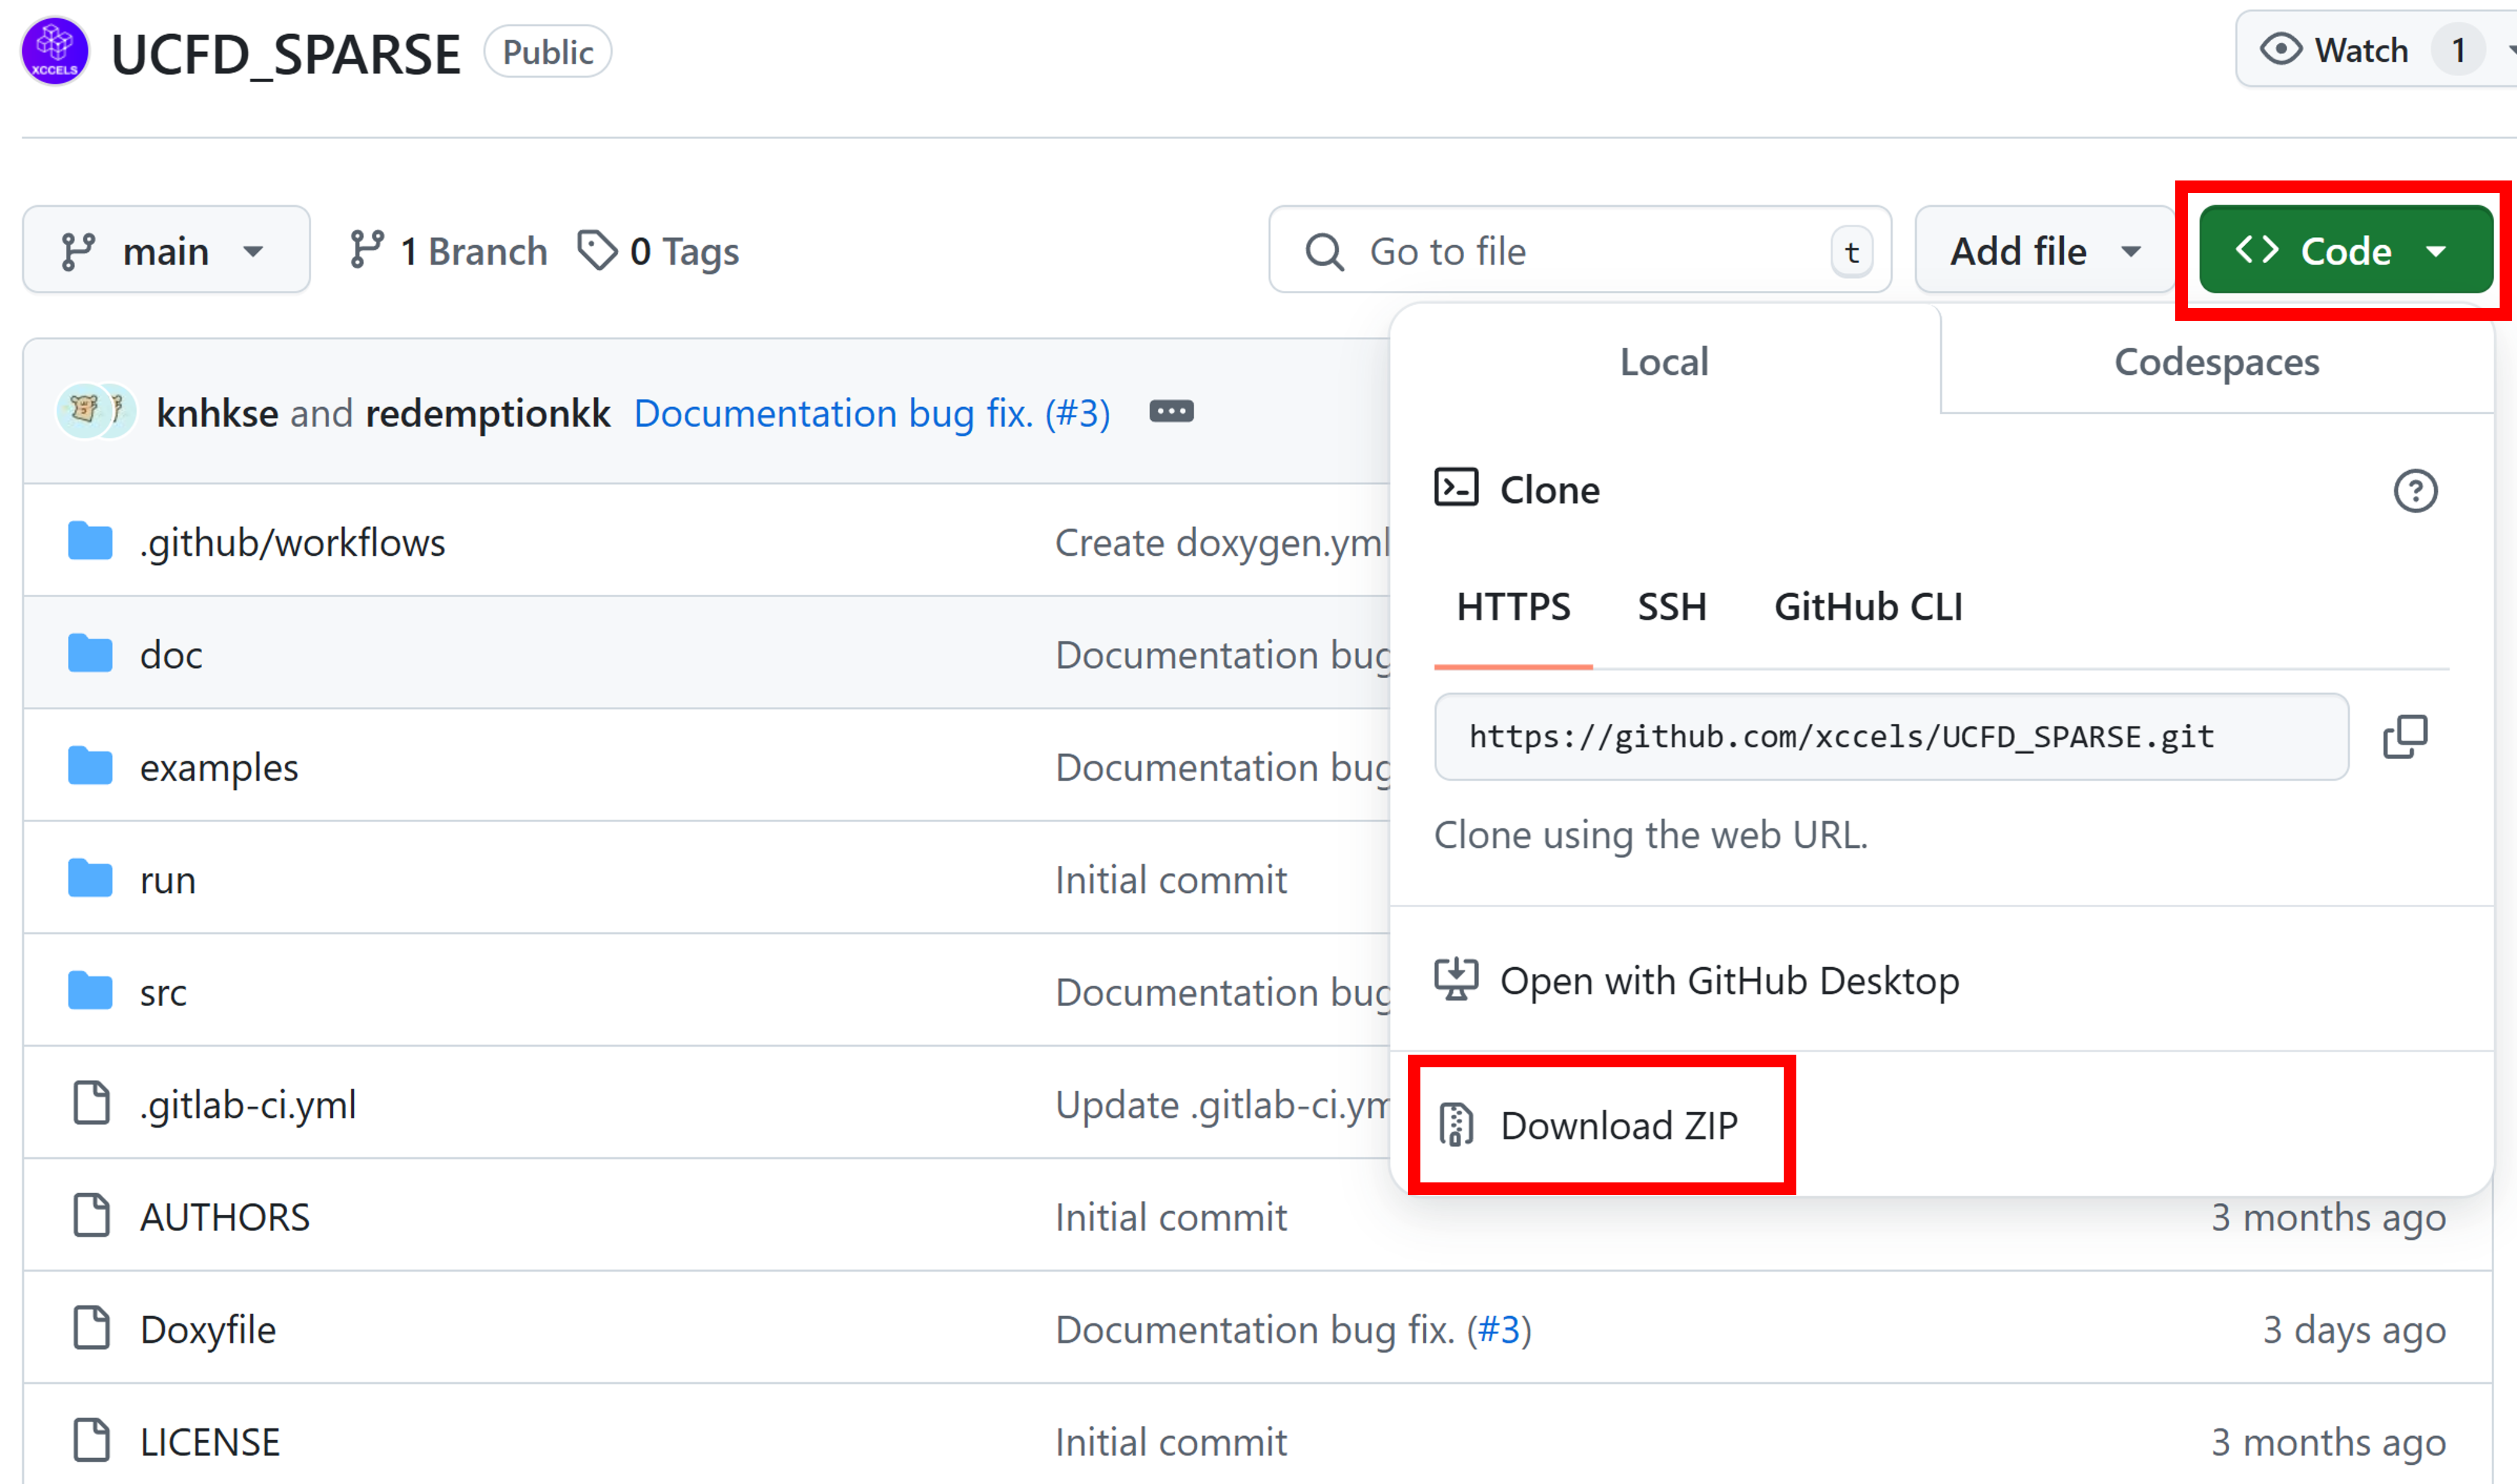 XCCELS
UCFD_SPARSE Public
Watch 1
main 1 Branch 0 Tags
Go to file t
Add file
<> Code
knhkse and redemptionkk Documentation bug fix. (#3)
Local Codespaces
Clone
HTTPS SSH GitHub CLI
https://github.com/xccels/UCFD_SPARSE.git
Clone using the web URL.
Open with GitHub Desktop
Download ZIP
.github/workflows Create doxygen.yml
doc Documentation bug
examples Documentation bug
run Initial commit
src Documentation bug
.gitlab-ci.yml Update .gitlab-ci.ym
AUTHORS Initial commit 3 months ago
Doxyfile Documentation bug fix. (#3) 3 days ago
LICENSE Initial commit 3 months ago